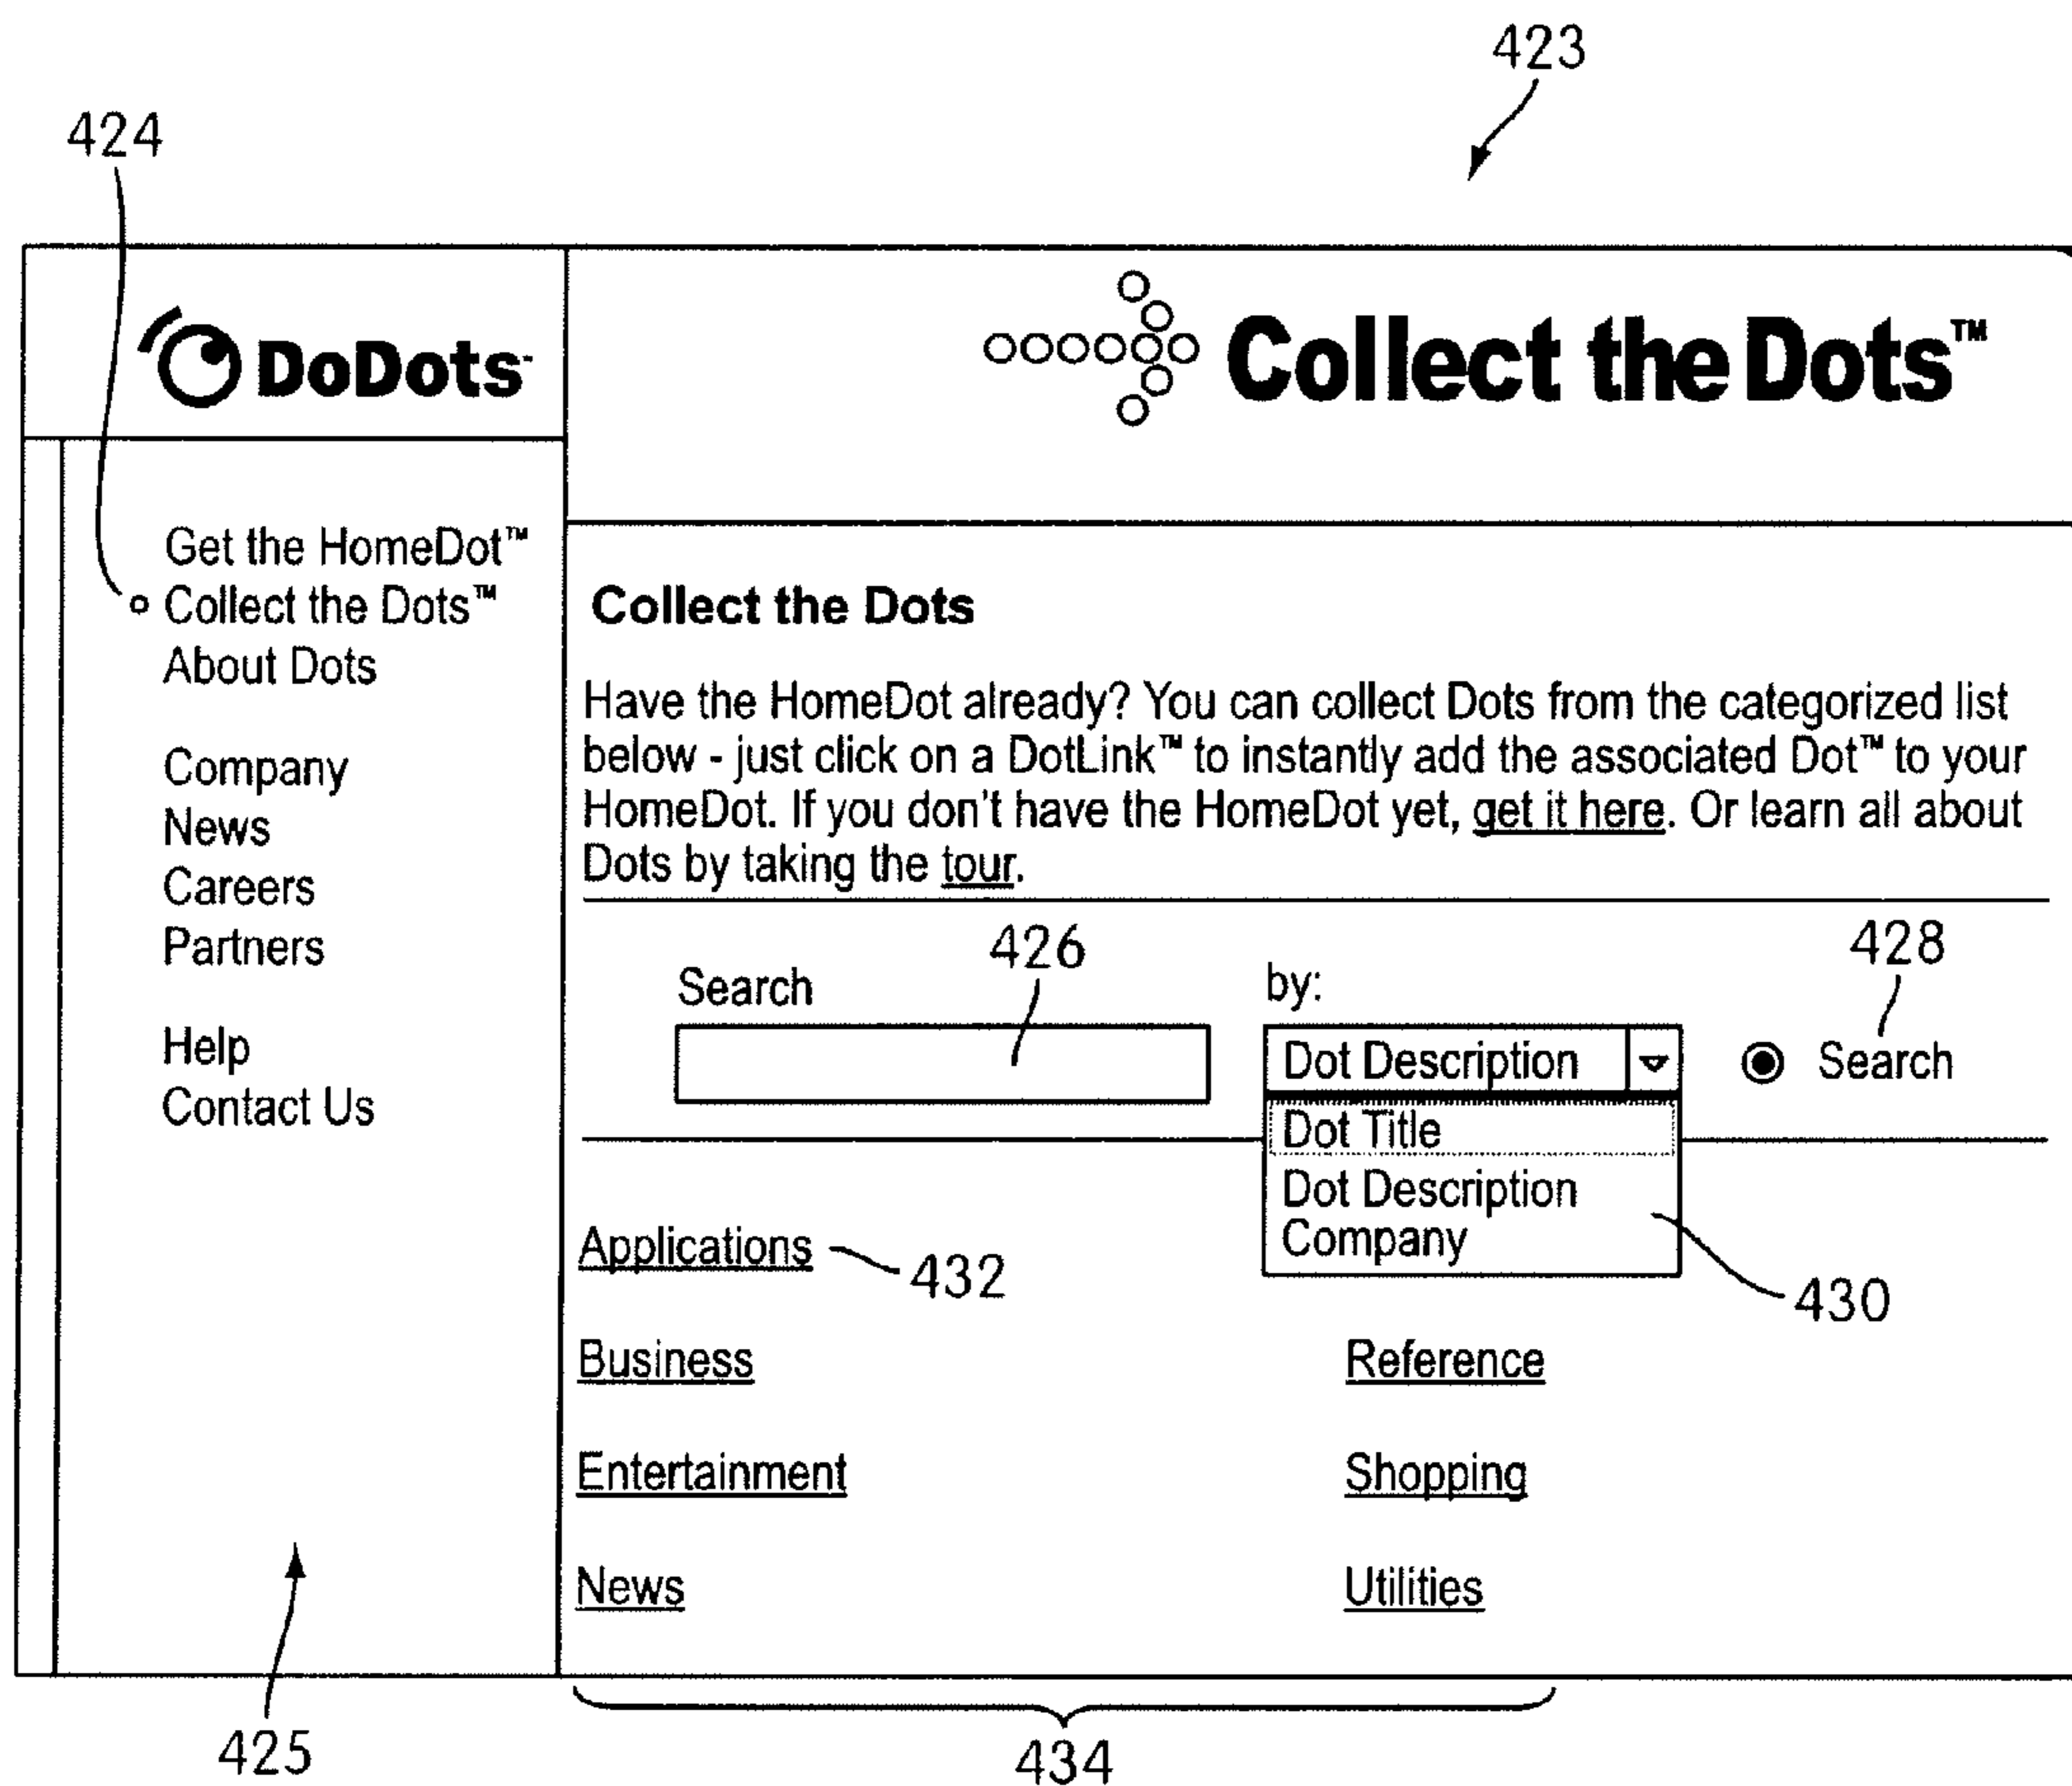 423
424
DoDots™
Collect the Dots™
Get the HomeDot™
Collect the Dots™
About Dots
Company
News
Careers
Partners
Help
Contact Us
425
Collect the Dots
Have the HomeDot already? You can collect Dots from the categorized list
below - just click on a DotLink™ to instantly add the associated Dot™ to your
HomeDot. If you don't have the HomeDot yet, get it here. Or learn all about
Dots by taking the tour.
Search 426 by: 428
Dot Description Search
Dot Title
Dot Description
Company
430
Applications 432
Business Reference
Entertainment Shopping
News Utilities
434